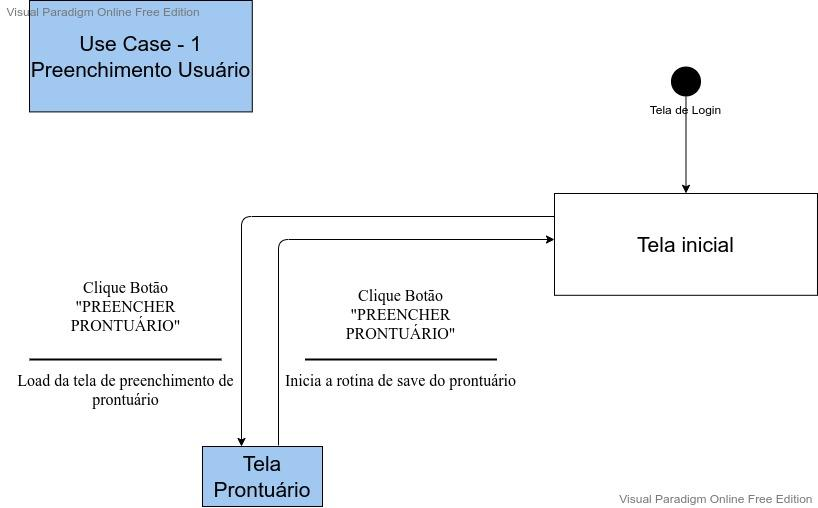 Visual Paradigm Online Free Edition
Use Case - 1
Preenchimento Usuário
Tela de Login
Tela inicial
Clique Botão
"PREENCHER
PRONTUÁRIO"
Load da tela de preenchimento de
prontuário
Clique Botão
"PREENCHER
PRONTUÁRIO"
Inicia a rotina de save do prontuário
Tela
Prontuário
Visual Paradigm Online Free Edition